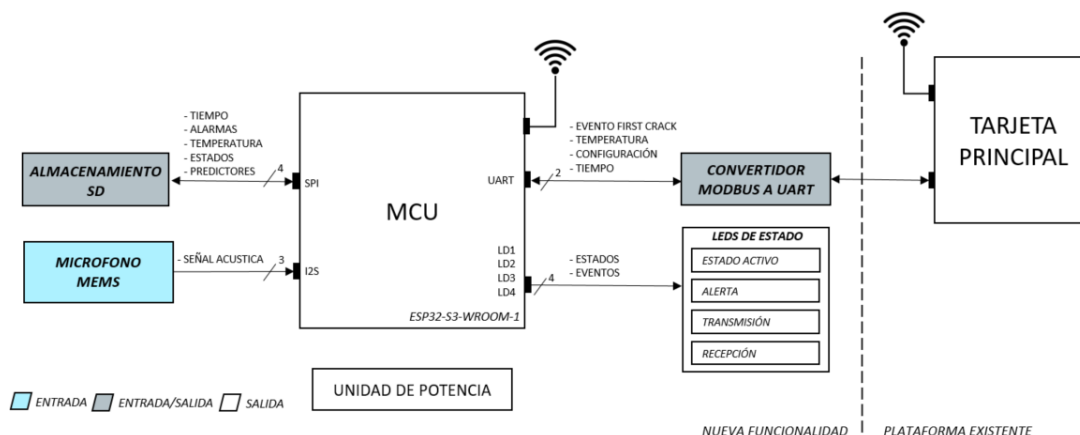 - TIEMPO
- ALARMAS
- TEMPERATURA
- ESTADOS
- PREDICTORES
ALMACENAMIENTO
SD
4
SPI
MICROFONO
MEMS
- SEÑAL ACUSTICA
3
I2S
MCU
UART
LD1
LD2
LD3
LD4
ESP32-S3-WROOM-1
- EVENTO FIRST CRACK
- TEMPERATURA
- CONFIGURACIÓN
- TIEMPO
2
CONVERTIDOR
MODBUS A UART
- ESTADOS
- EVENTOS
4
LEDS DE ESTADO
ESTADO ACTIVO
ALERTA
TRANSMISIÓN
RECEPCIÓN
TARJETA
PRINCIPAL
UNIDAD DE POTENCIA
ENTRADA
ENTRADA/SALIDA
SALIDA
NUEVA FUNCIONALIDAD
PLATAFORMA EXISTENTE